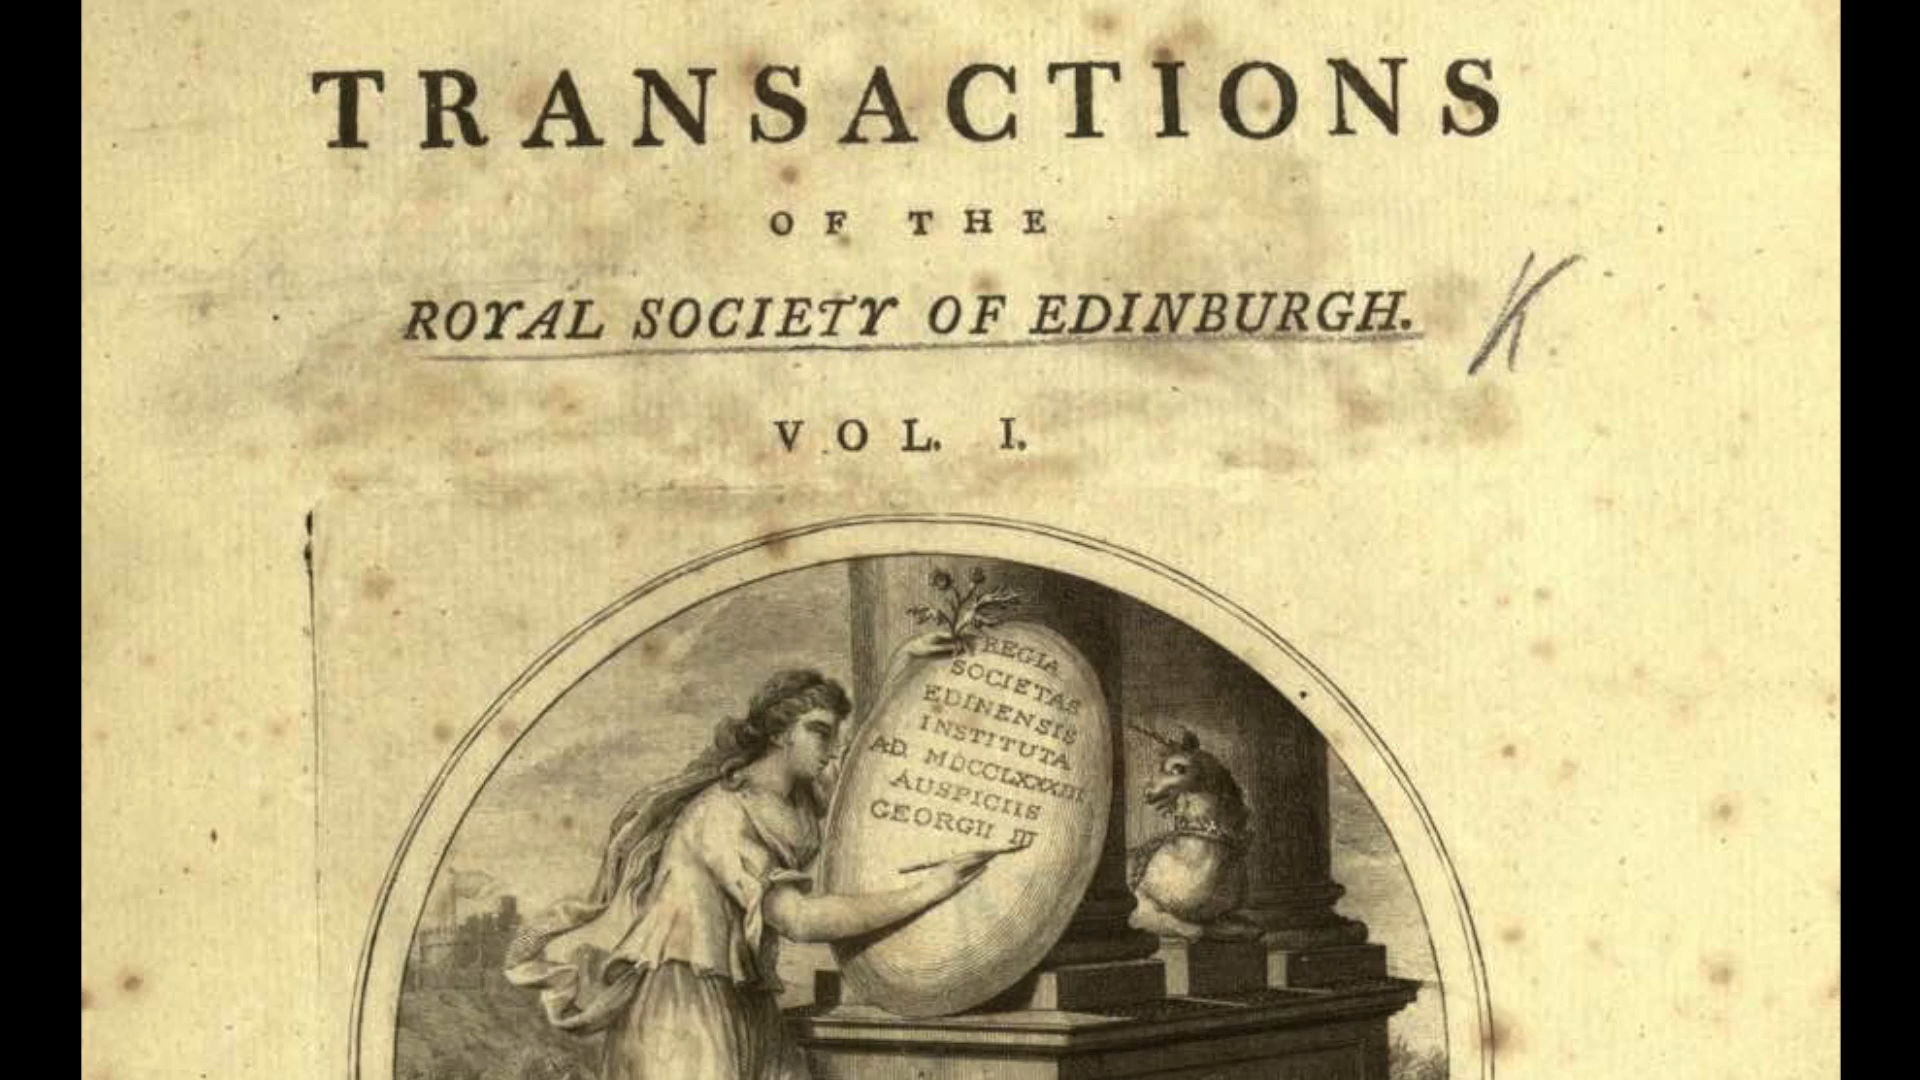 TRANSACTIONS
OF THE
ROYAL SOCIETY OF EDINBURGH.
K
VOL. I.
REGIA
SOCIETAS
EDINENSIS
INSTITUTA
AD. MDCCLXXXIII
AUSPICIIS
GEORGII III